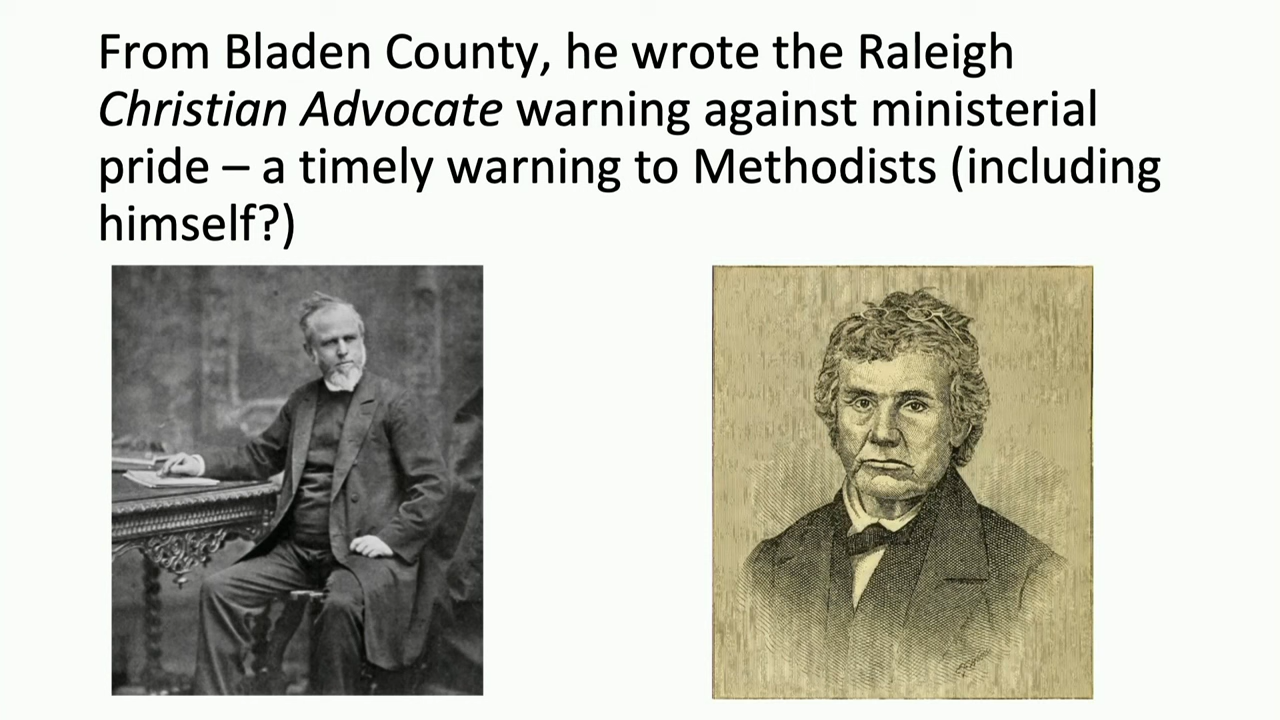 From Bladen County, he wrote the Raleigh
Christian Advocate warning against ministerial
pride – a timely warning to Methodists (including
himself?)